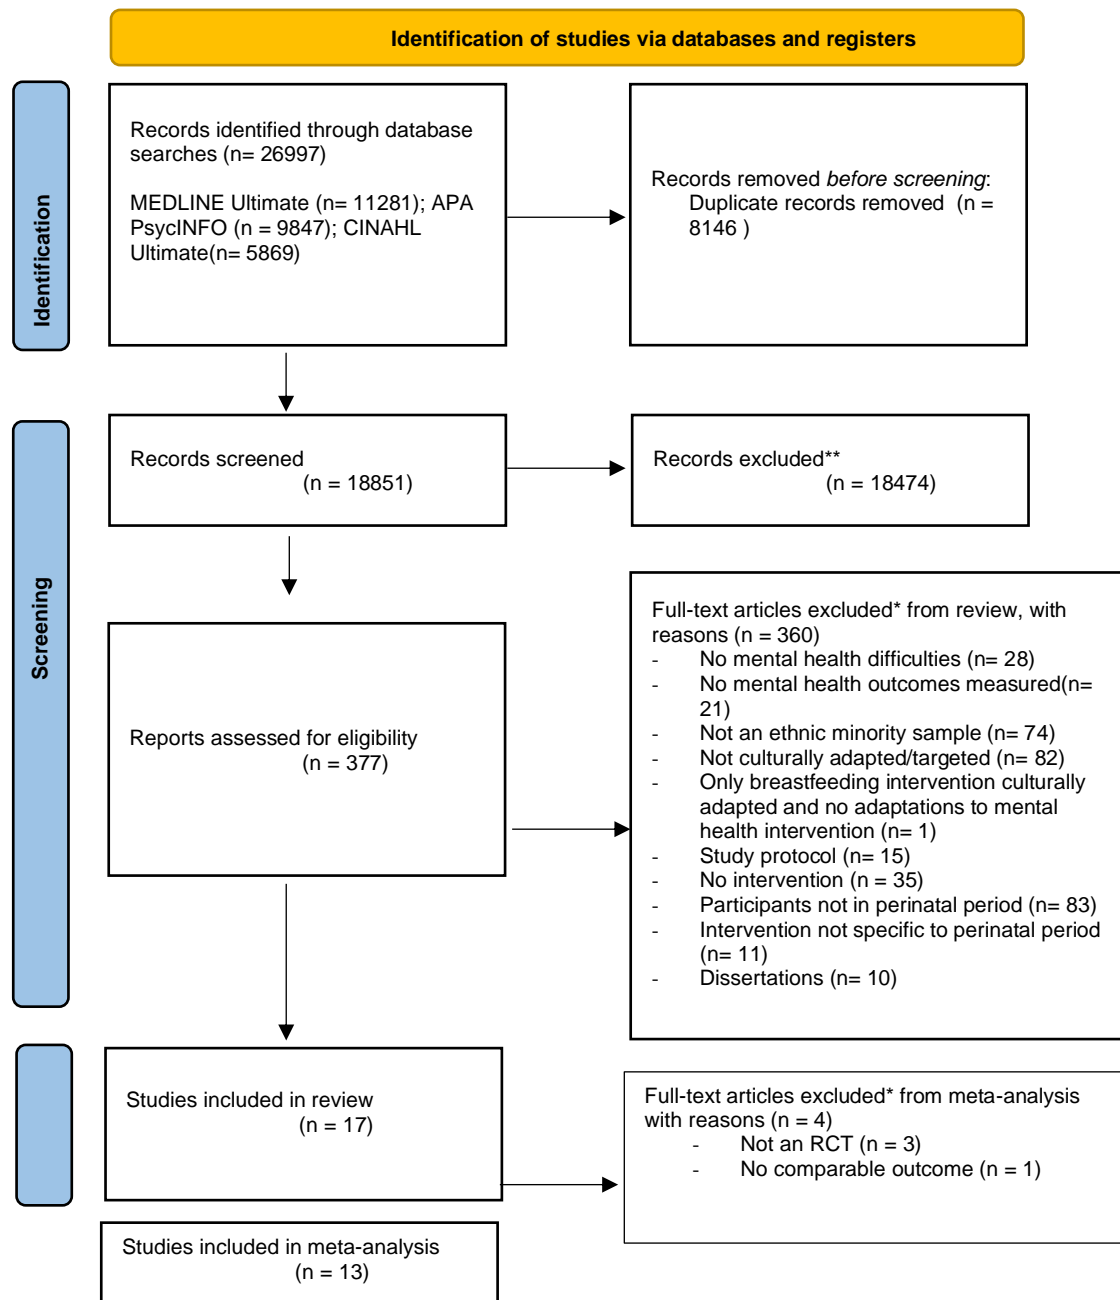 Identification of studies via databases and registers
Identification
Records identified through database
searches (n= 26997)
MEDLINE Ultimate (n= 11281); APA
PsycINFO (n = 9847); CINAHL
Ultimate(n= 5869)
Records removed before screening:
Duplicate records removed (n =
8146 )
Screening
Records screened
(n = 18851)
Records excluded**
(n = 18474)
Reports assessed for eligibility
(n = 377)
Full-text articles excluded* from review, with
reasons (n = 360)
- No mental health difficulties (n= 28)
- No mental health outcomes measured(n=
21)
- Not an ethnic minority sample (n= 74)
- Not culturally adapted/targeted (n= 82)
- Only breastfeeding intervention culturally
adapted and no adaptations to mental
health intervention (n= 1)
- Study protocol (n= 15)
- No intervention (n= 35)
- Participants not in perinatal period (n= 83)
- Intervention not specific to perinatal period
(n= 11)
- Dissertations (n= 10)
Studies included in review
(n = 17)
Full-text articles excluded* from meta-analysis
with reasons (n = 4)
- Not an RCT (n = 3)
- No comparable outcome (n = 1)
Studies included in meta-analysis
(n = 13)